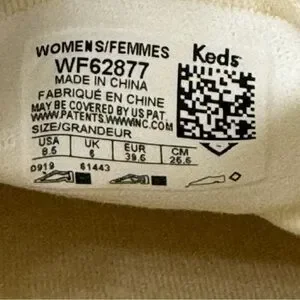 WOMENS/FEMMES
Keds
WF62877
MADE IN CHINA
FABRIQUÉ EN CHINE
MAY BE COVERED BY US PAT.
WWW.PATENTS.WWWINC.COM
SIZE/GRANDEUR
USA UK EUR CM
8.5 6 39.5 25.5
0919 61443